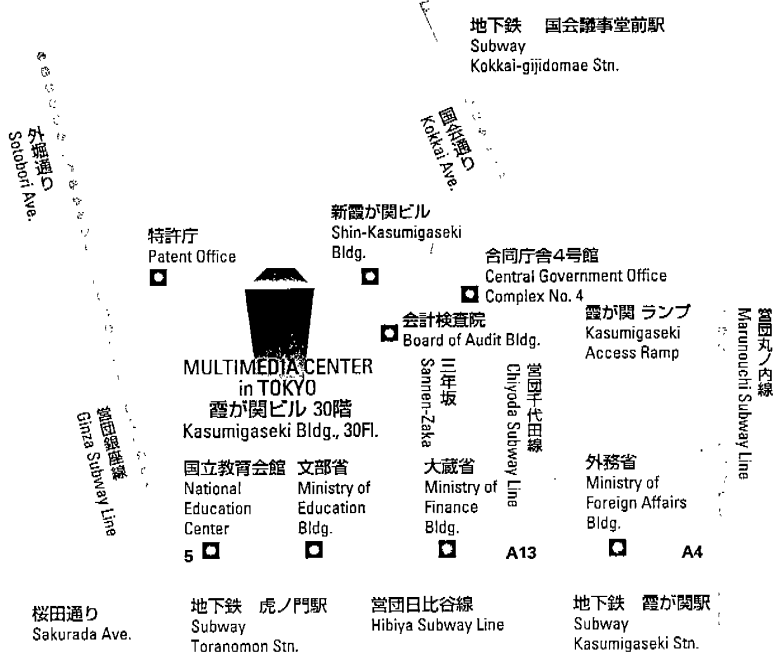 地下鉄 国会議事堂前駅
Subway
Kokkai-gijidomae Stn.
外堀通り
Sotobori Ave.
国会通り
Kokkai Ave.
特許庁
Patent Office
新霞が関ビル
Shin-Kasumigaseki
Bldg.
合同庁舎4号館
Central Government Office
Complex No. 4
会計検査院
Board of Audit Bldg.
霞が関 ランプ
Kasumigaseki
Access Ramp
営団丸ノ内線
Marunouchi Subway Line
MULTIMEDIA CENTER
in TOKYO
霞が関ビル 30階
Kasumigaseki Bldg., 30Fl.
三年坂
Sannen-Zaka
営団千代田線
Chiyoda Subway Line
営団銀座線
Ginza Subway Line
国立教育会館
National
Education
Center
5
文部省
Ministry of
Education
Bldg.
大蔵省
Ministry of
Finance
Bldg.
A13
外務省
Ministry of
Foreign Affairs
Bldg.
A4
桜田通り
Sakurada Ave.
地下鉄 虎ノ門駅
Subway
Toranomon Stn.
営団日比谷線
Hibiya Subway Line
地下鉄 霞が関駅
Subway
Kasumigaseki Stn.